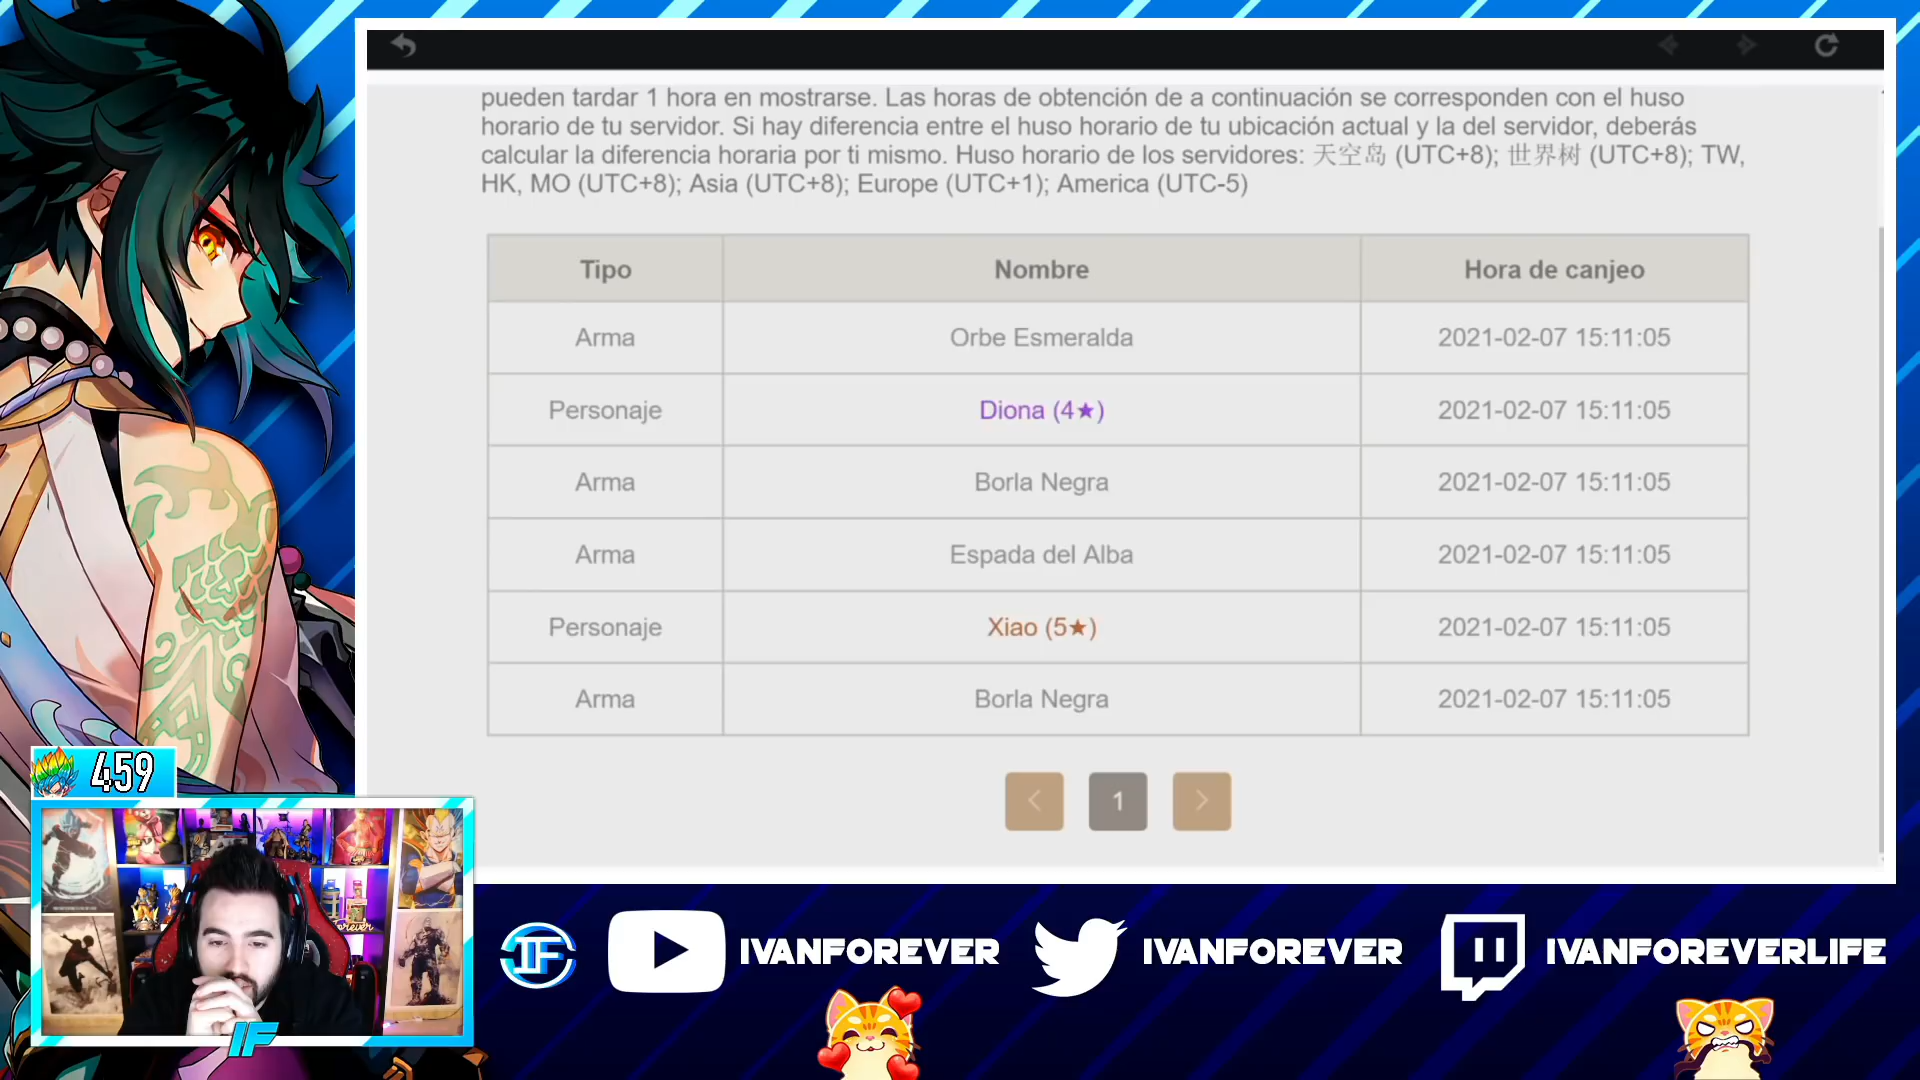 pueden tardar 1 hora en mostrarse. Las horas de obtención de a continuación se corresponden con el huso
horario de tu servidor. Si hay diferencia entre el huso horario de tu ubicación actual y la del servidor, deberás
calcular la diferencia horaria por ti mismo. Huso horario de los servidores: 天空岛 (UTC+8); 世界树 (UTC+8); TW,
HK, MO (UTC+8); Asia (UTC+8); Europe (UTC+1); America (UTC-5)
Tipo Nombre Hora de canjeo
Arma Orbe Esmeralda 2021-02-07 15:11:05
Personaje Diona (4★) 2021-02-07 15:11:05
Arma Borla Negra 2021-02-07 15:11:05
Arma Espada del Alba 2021-02-07 15:11:05
Personaje Xiao (5★) 2021-02-07 15:11:05
Arma Borla Negra 2021-02-07 15:11:05
1
459
IF
IF
IVANFOREVER
IVANFOREVER
IVANFOREVERLIFE